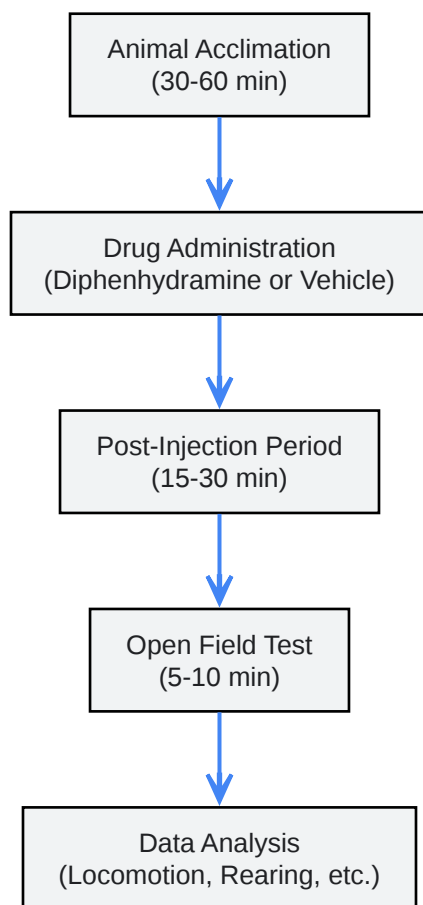 Animal Acclimation
(30-60 min)
Drug Administration
(Diphenhydramine or Vehicle)
Post-Injection Period
(15-30 min)
Open Field Test
(5-10 min)
Data Analysis
(Locomotion, Rearing, etc.)